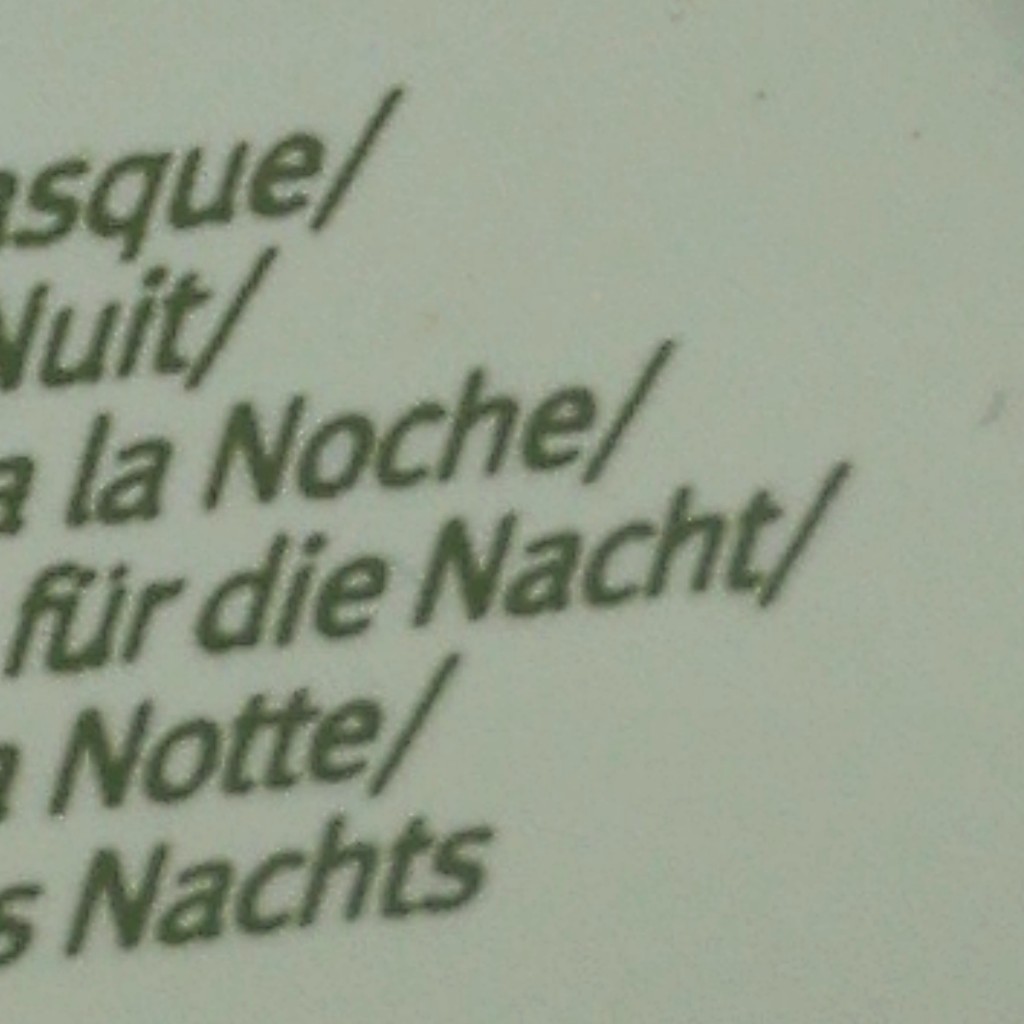 asque/
Nuit/
a la Noche/
für die Nacht/
a Notte/
s Nachts